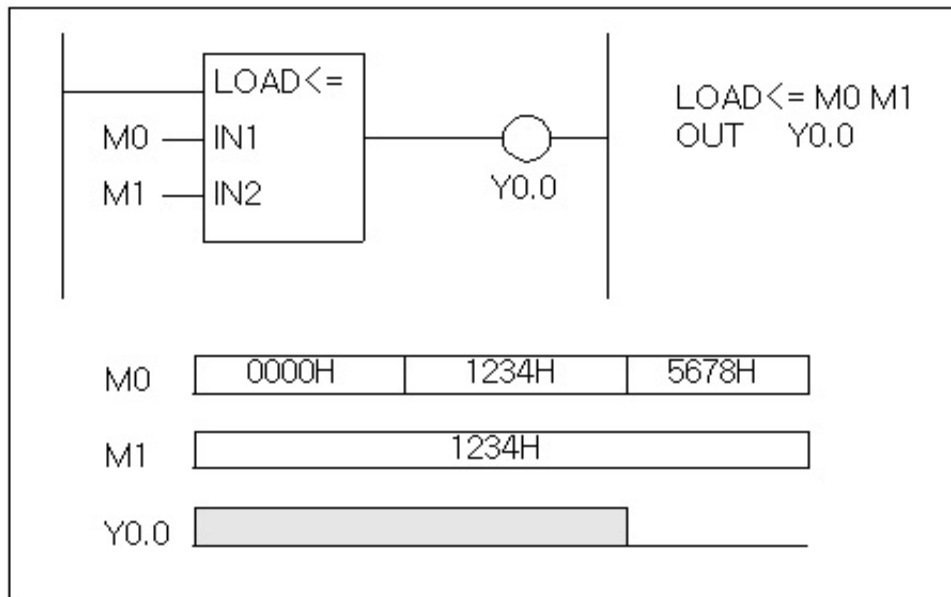 LOAD<=
M0 IN1
M1 IN2
Y0.0
LOAD<= M0 M1
OUT Y0.0
M0 0000H 1234H 5678H
M1 1234H
Y0.0